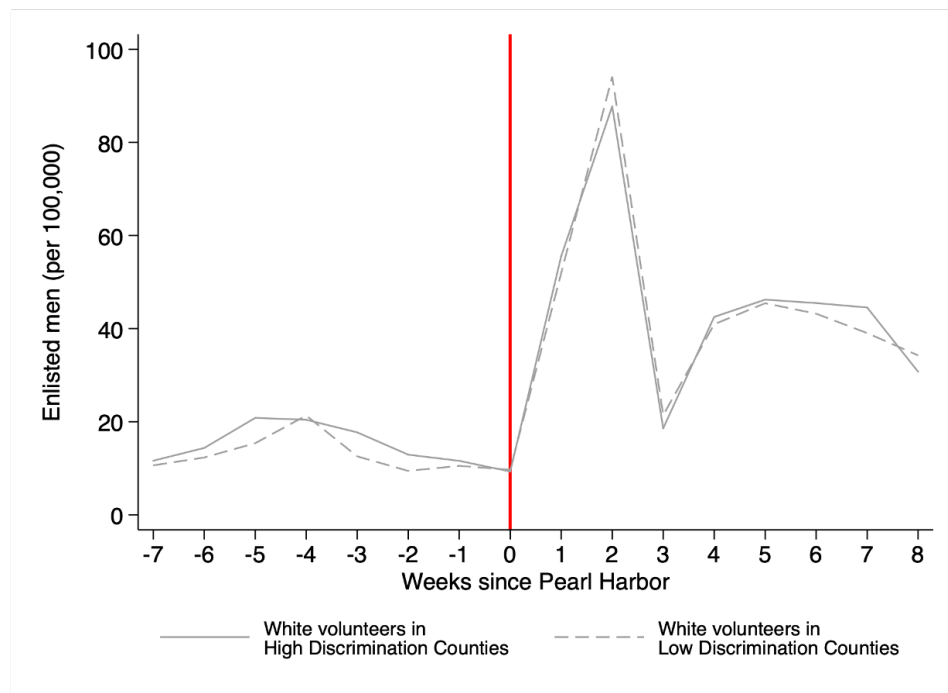 Enlisted men (per 100,000)
100
80
60
40
20
0
-7 -6 -5 -4 -3 -2 -1 0 1 2 3 4 5 6 7 8
Weeks since Pearl Harbor
White volunteers in
High Discrimination Counties
White volunteers in
Low Discrimination Counties